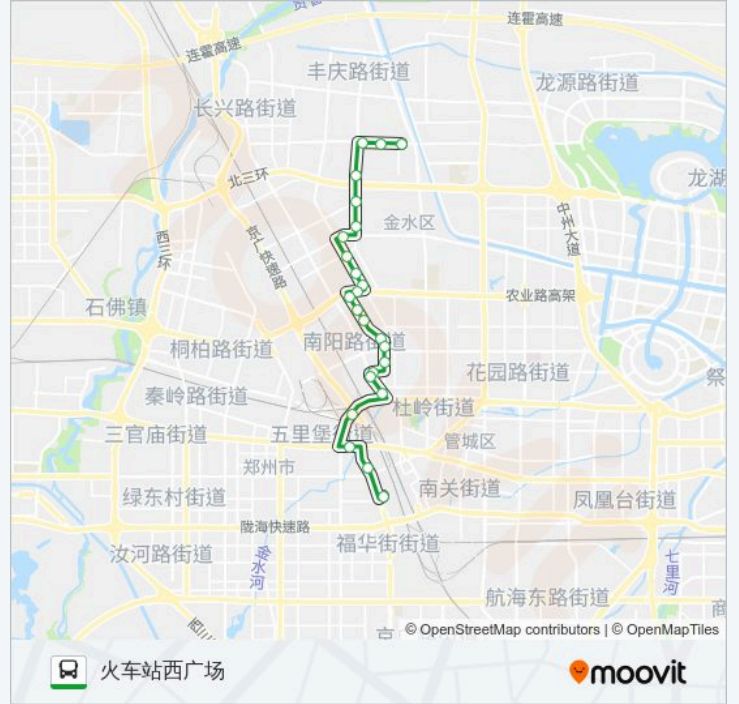 连霍高速
连霍高速
丰庆路街道
龙源路街道
长兴路街道
北三环
龙湖
金水区
中州大道
西三环
京广快速路
石佛镇
农业路高架
南阳路街道
桐柏路街道
花园路街道
祭
秦岭路街道
杜岭街道
三官庙街道
五里堡街道
管城区
郑州市
南关街道
绿东村街道
凤凰台街道
陇海快速路
福华街街道
汝河路街道
金水河
七里河
航海东路街道
商
© OpenStreetMap contributors | © OpenMapTiles
火车站西广场
moovit